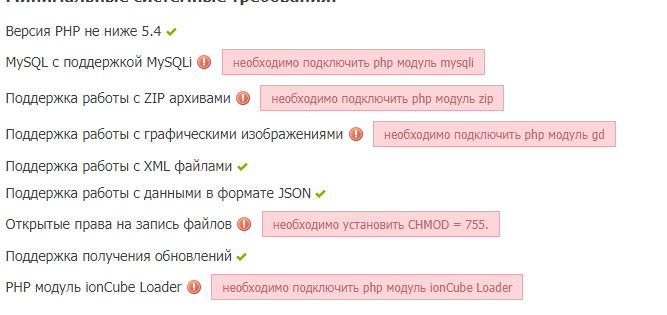 Минимальные системные требования:
Версия PHP не ниже 5.4
MySQL с поддержкой MySQLi необходимо подключить php модуль mysqli
Поддержка работы с ZIP архивами необходимо подключить php модуль zip
Поддержка работы с графическими изображениями необходимо подключить php модуль gd
Поддержка работы с XML файлами
Поддержка работы с данными в формате JSON
Открытые права на запись файлов необходимо установить CHMOD = 755.
Поддержка получения обновлений
PHP модуль ionCube Loader необходимо подключить php модуль ionCube Loader